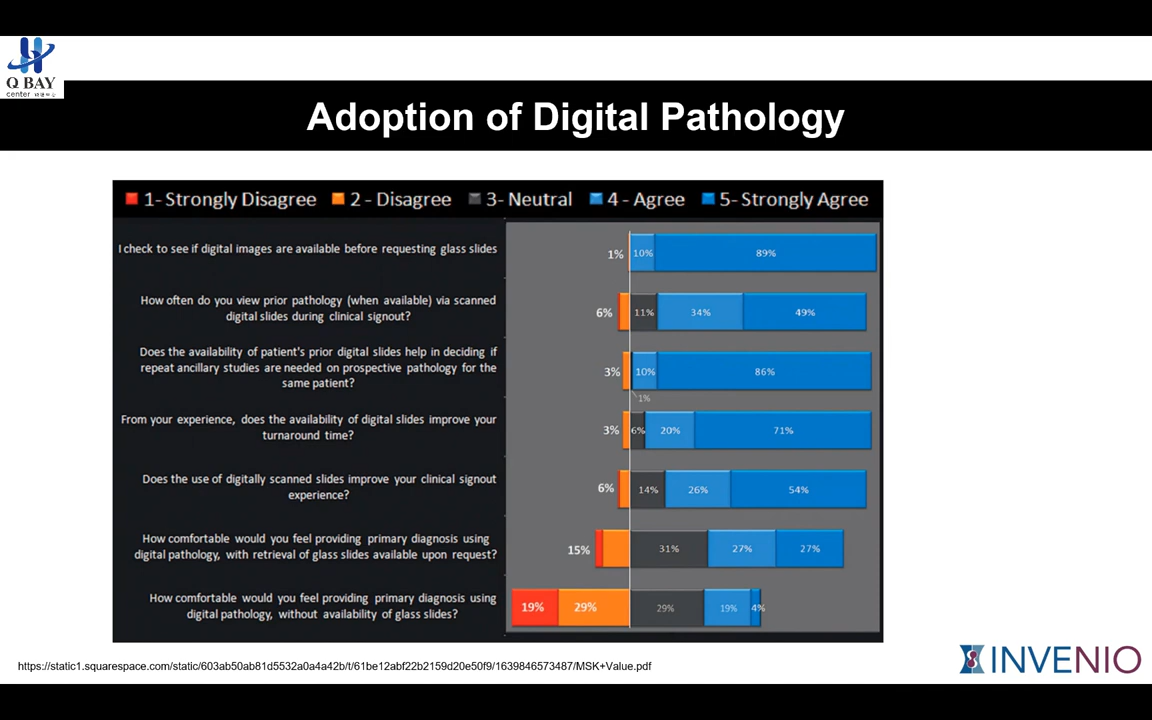 Q BAY
center
Adoption of Digital Pathology
1- Strongly Disagree 2 - Disagree 3- Neutral 4 - Agree 5- Strongly Agree
I check to see if digital images are available before requesting glass slides
1% 10% 89%
How often do you view prior pathology (when available) via scanned
digital slides during clinical signout?
6% 11% 34% 49%
Does the availability of patient's prior digital slides help in deciding if
repeat ancillary studies are needed on prospective pathology for the
same patient?
3% 10% 86%
1%
From your experience, does the availability of digital slides improve your
turnaround time?
3% 6% 20% 71%
Does the use of digitally scanned slides improve your clinical signout
experience?
6% 14% 26% 54%
How comfortable would you feel providing primary diagnosis using
digital pathology, with retrieval of glass slides available upon request?
15% 31% 27% 27%
How comfortable would you feel providing primary diagnosis using
digital pathology, without availability of glass slides?
19% 29% 29% 19% 4%
https://static1.squarespace.com/static/603ab50ab81d5532a0a4a42b/t/61be12abf22b2159d20e50f9/1639846573487/MSK+Value.pdf
INVENIO